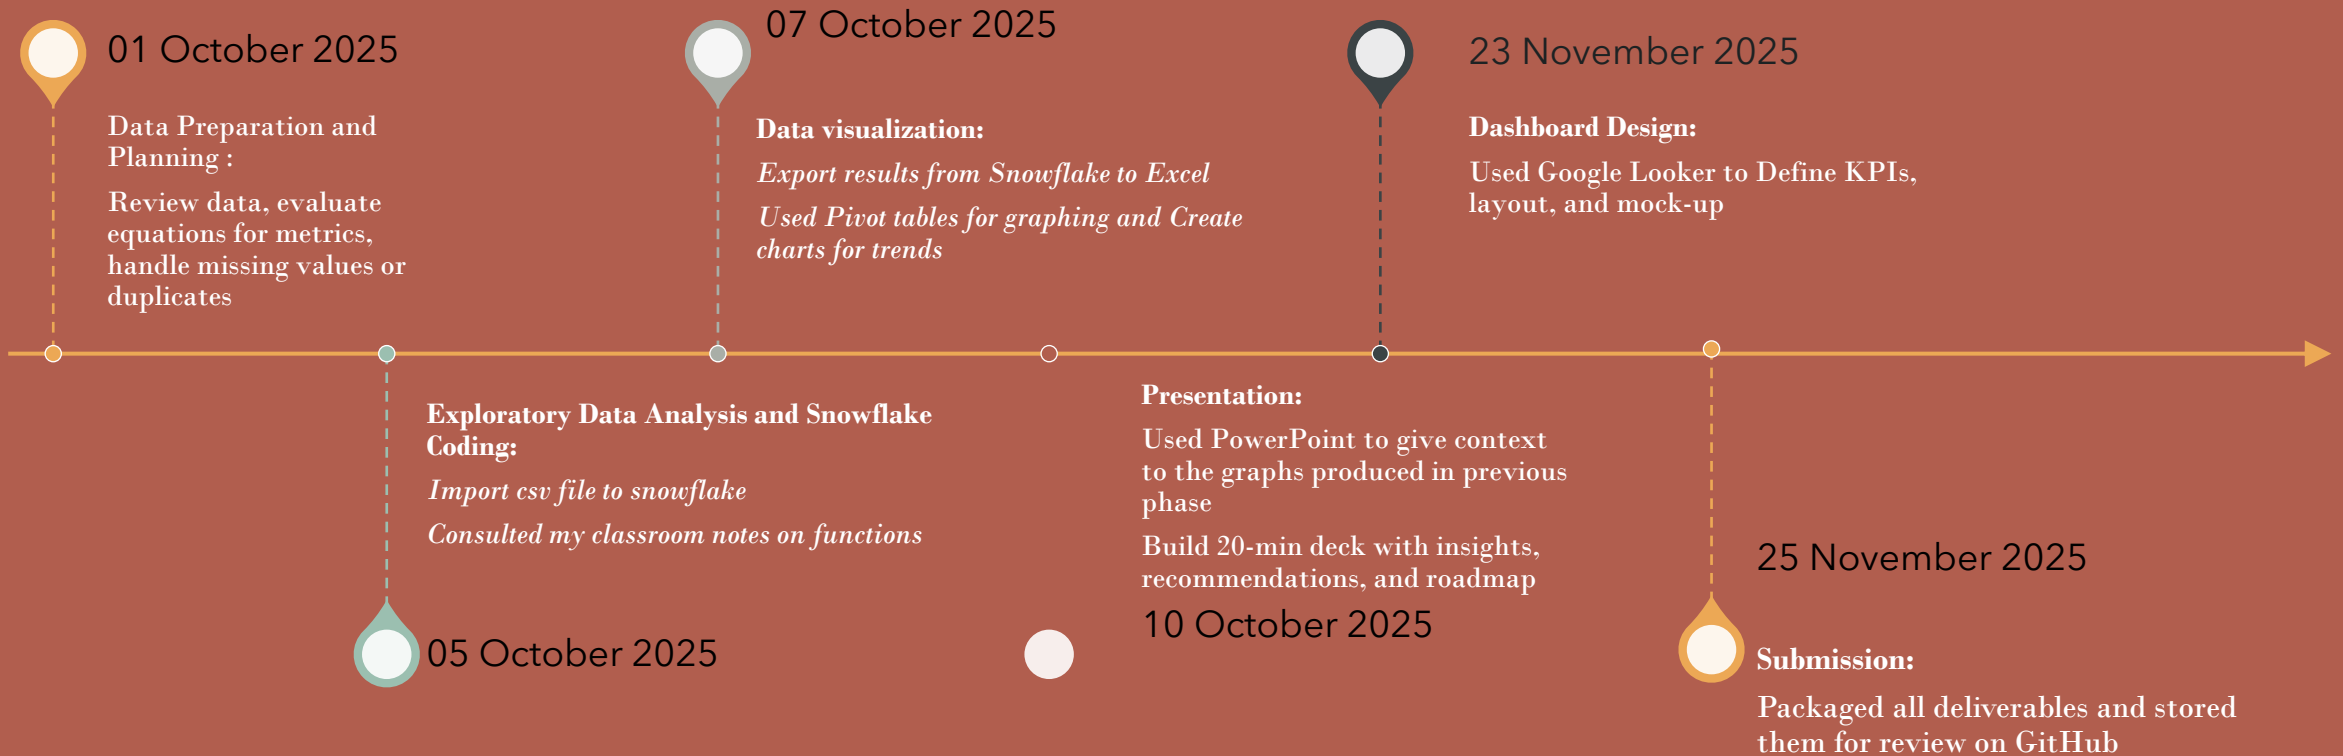 01 October 2025
Data Preparation and
Planning :
Review data, evaluate
equations for metrics,
handle missing values or
duplicates
Exploratory Data Analysis and Snowflake
Coding:
Import csv file to snowflake
Consulted my classroom notes on functions
05 October 2025
07 October 2025
Data visualization:
Export results from Snowflake to Excel
Used Pivot tables for graphing and Create
charts for trends
Presentation:
Used PowerPoint to give context
to the graphs produced in previous
phase
Build 20-min deck with insights,
recommendations, and roadmap
10 October 2025
23 November 2025
Dashboard Design:
Used Google Looker to Define KPIs,
layout, and mock-up
25 November 2025
Submission:
Packaged all deliverables and stored
them for review on GitHub